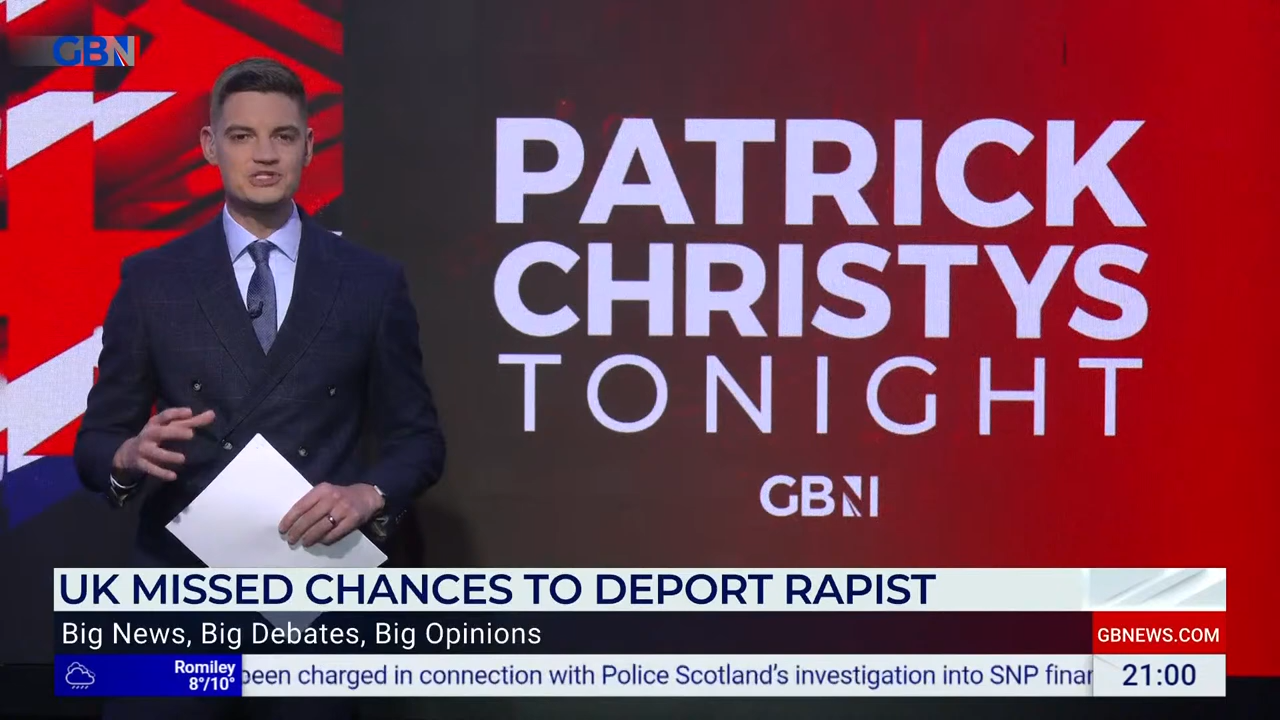 GBN
PATRICK
CHRISTYS
TONIGHT
GBN
UK MISSED CHANCES TO DEPORT RAPIST
Big News, Big Debates, Big Opinions
GBNEWS.COM
Romiley
8°/10°
been charged in connection with Police Scotland's investigation into SNP finan
21:00